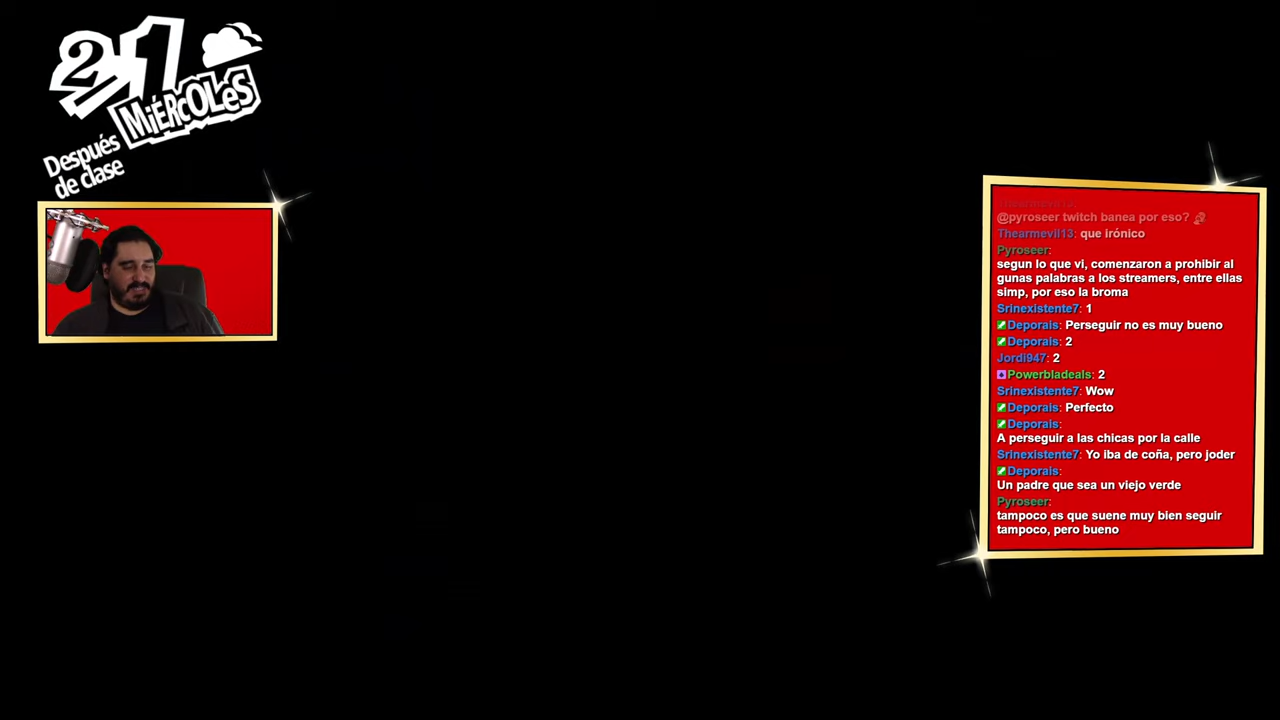 21
MiÉRcOLeS
Después
de clase
Thearmevil13:
@pyroseer twitch banea por eso?
Thearmevil13: que irónico
Pyroseer:
segun lo que vi, comenzaron a prohibir al
gunas palabras a los streamers, entre ellas
simp, por eso la broma
Srinexistente7: 1
Deporais: Perseguir no es muy bueno
Deporais: 2
Jordi947: 2
Powerbladeais: 2
Srinexistente7: Wow
Deporais: Perfecto
Deporais:
A perseguir a las chicas por la calle
Srinexistente7: Yo iba de coña, pero joder
Deporais:
Un padre que sea un viejo verde
Pyroseer:
tampoco es que suene muy bien seguir
tampoco, pero bueno